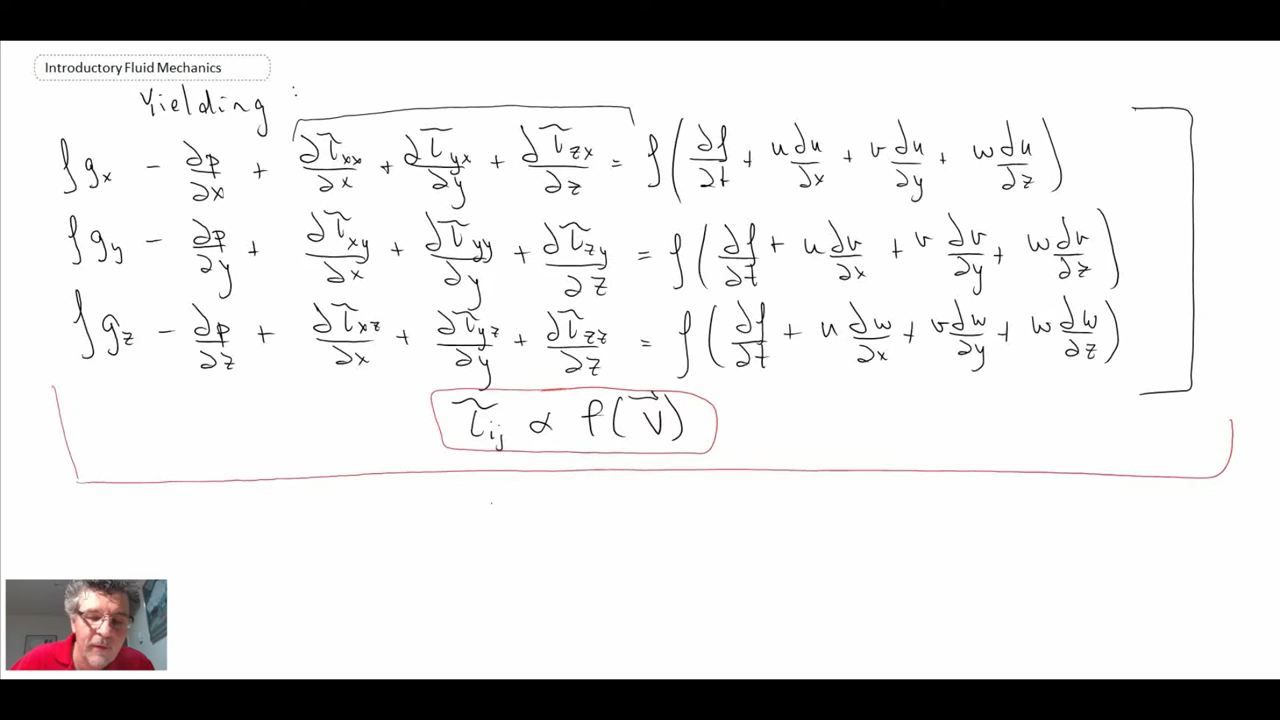 Introductory Fluid Mechanics
Yielding :
ρg_x − ∂p/∂x + ∂τ_xx/∂x + ∂τ_yx/∂y + ∂τ_zx/∂z = ρ(∂f/∂t + u ∂u/∂x + v ∂u/∂y + w ∂u/∂z)
ρg_y − ∂p/∂y + ∂τ_xy/∂x + ∂τ_yy/∂y + ∂τ_zy/∂z = ρ(∂f/∂t + u ∂v/∂x + v ∂v/∂y + w ∂v/∂z)
ρg_z − ∂p/∂z + ∂τ_xz/∂x + ∂τ_yz/∂y + ∂τ_zz/∂z = ρ(∂f/∂t + u ∂w/∂x + v ∂w/∂y + w ∂w/∂z)
τ_ij ∝ f(V⃗)